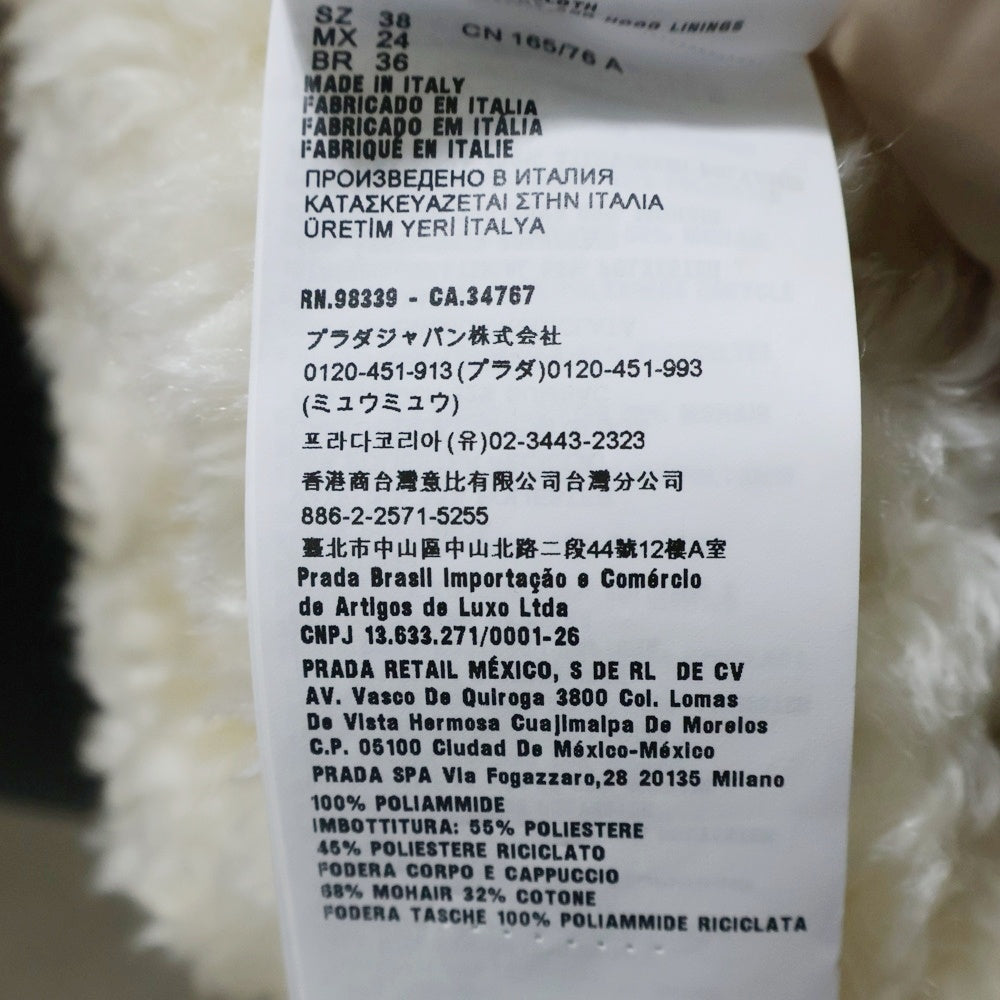 HOOD LININGS
SZ 38
MX 24 CN 165/76 A
BR 36
MADE IN ITALY
FABRICADO EN ITALIA
FABRICADO EM ITÁLIA
FABRIQUÉ EN ITALIE
ПРОИЗВЕДЕНО В ИТАЛИЯ
ΚΑΤΑΣΚΕΥΑΖΕΤΑΙ ΣΤΗΝ ΙΤΑΛΙΑ
ÜRETİM YERİ İTALYA
RN.98339 - CA.34767
プラダジャパン株式会社
0120-451-913(プラダ)0120-451-993
(ミュウミュウ)
프라다코리아(유)02-3443-2323
香港商台灣意比有限公司台灣分公司
886-2-2571-5255
臺北市中山區中山北路二段44號12樓A室
Prada Brasil Importação e Comércio
de Artigos de Luxo Ltda
CNPJ 13.633.271/0001-26
PRADA RETAIL MÉXICO, S DE RL DE CV
AV. Vasco De Quiroga 3800 Col. Lomas
De Vista Hermosa Cuajimalpa De Morelos
C.P. 05100 Ciudad De México-México
PRADA SPA Via Fogazzaro,28 20135 Milano
100% POLIAMMIDE
IMBOTTITURA: 55% POLIESTERE
45% POLIESTERE RICICLATO
FODERA CORPO E CAPPUCCIO
68% MOHAIR 32% COTONE
FODERA TASCHE 100% POLIAMMIDE RICICLATA